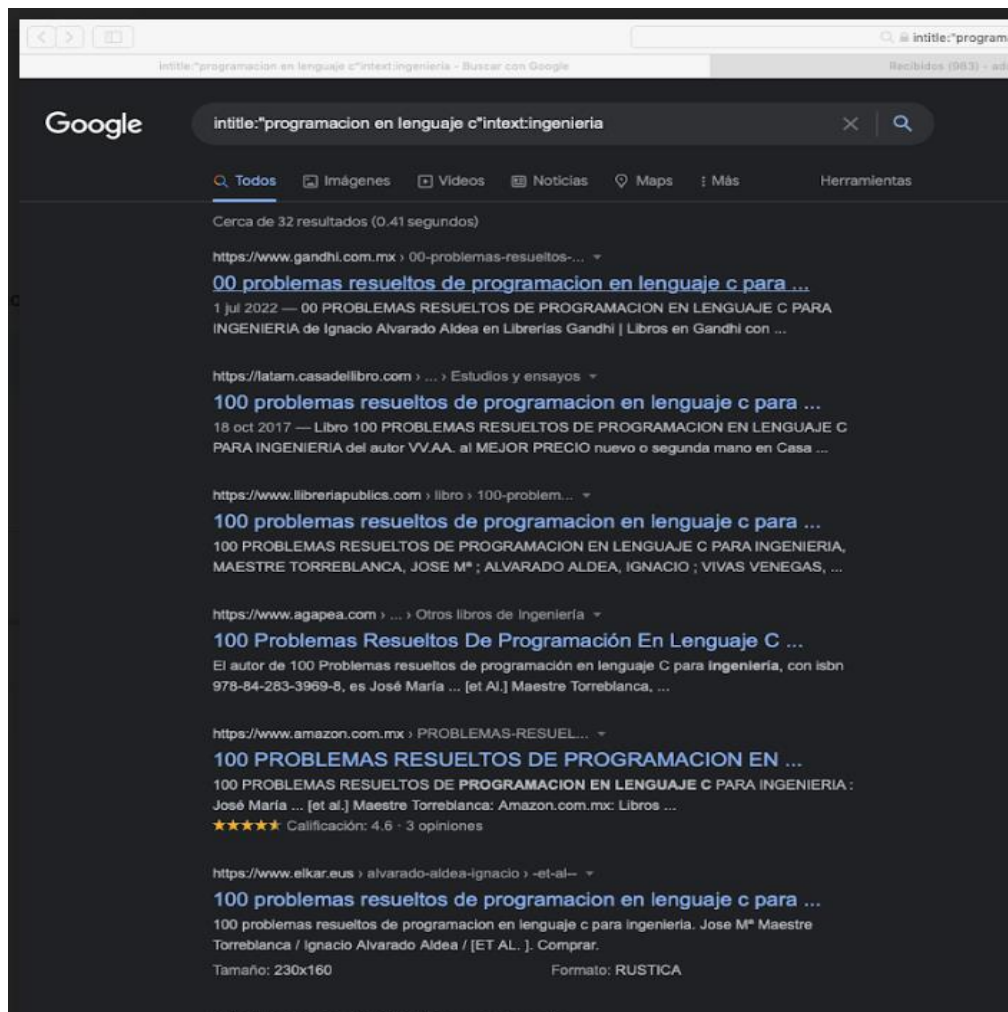 intitle:"programa
intitle:"programacion en lenguaje c"intext:ingenieria - Buscar con Google
Recibidos (983) - ad
Google
intitle:"programacion en lenguaje c"intext:ingenieria
Todos Imágenes Videos Noticias Maps Más Herramientas
Cerca de 32 resultados (0.41 segundos)
https://www.gandhi.com.mx › 00-problemas-resueltos-...
00 problemas resueltos de programacion en lenguaje c para ...
1 jul 2022 — 00 PROBLEMAS RESUELTOS DE PROGRAMACION EN LENGUAJE C PARA
INGENIERIA de Ignacio Alvarado Aldea en Librerías Gandhi | Libros en Gandhi con ...
https://latam.casadellibro.com › ... › Estudios y ensayos
100 problemas resueltos de programacion en lenguaje c para ...
18 oct 2017 — Libro 100 PROBLEMAS RESUELTOS DE PROGRAMACION EN LENGUAJE C
PARA INGENIERIA del autor VV.AA. al MEJOR PRECIO nuevo o segunda mano en Casa ...
https://www.llibreriapublics.com › libro › 100-problem...
100 problemas resueltos de programacion en lenguaje c para ...
100 PROBLEMAS RESUELTOS DE PROGRAMACION EN LENGUAJE C PARA INGENIERIA,
MAESTRE TORREBLANCA, JOSE Mª ; ALVARADO ALDEA, IGNACIO ; VIVAS VENEGAS, ...
https://www.agapea.com › ... › Otros libros de Ingeniería
100 Problemas Resueltos De Programación En Lenguaje C ...
El autor de 100 Problemas resueltos de programación en lenguaje C para ingeniería, con isbn
978-84-283-3969-8, es José María ... [et Al.] Maestre Torreblanca, ...
https://www.amazon.com.mx › PROBLEMAS-RESUEL...
100 PROBLEMAS RESUELTOS DE PROGRAMACION EN ...
100 PROBLEMAS RESUELTOS DE PROGRAMACION EN LENGUAJE C PARA INGENIERIA :
José María ... [et al.] Maestre Torreblanca: Amazon.com.mx: Libros ...
Calificación: 4.6 · 3 opiniones
https://www.elkar.eus › alvarado-aldea-ignacio › -et-al--
100 problemas resueltos de programacion en lenguaje c para ...
100 problemas resueltos de programacion en lenguaje c para ingenieria. Jose Mª Maestre
Torreblanca / Ignacio Alvarado Aldea / [ET AL. ]. Comprar.
Tamaño: 230x160 Formato: RUSTICA